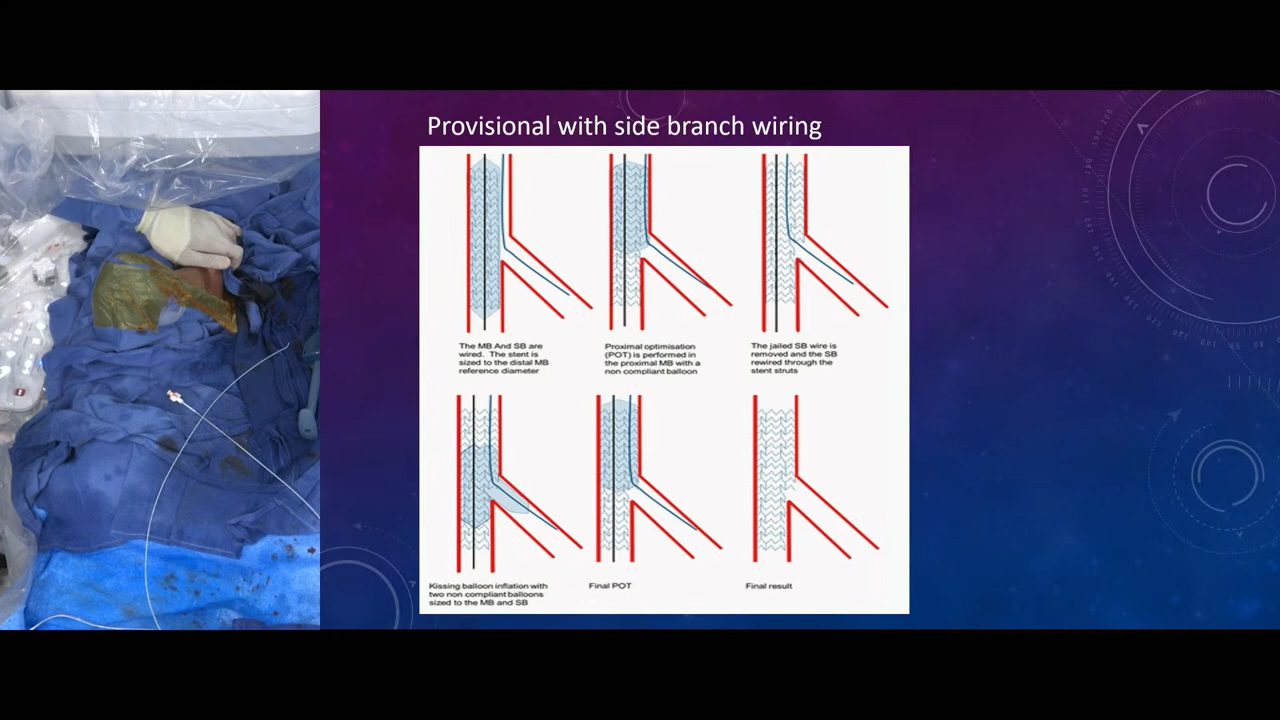 Provisional with side branch wiring
The MB And SB are
wired. The stent is
sized to the distal MB
reference diameter
Proximal optimisation
(POT) is performed in
the proximal MB with a
non compliant balloon
The jailed SB wire is
removed and the SB
rewired through the
stent struts
Kissing balloon inflation with
two non compliant balloons
sized to the MB and SB
Final POT
Final result